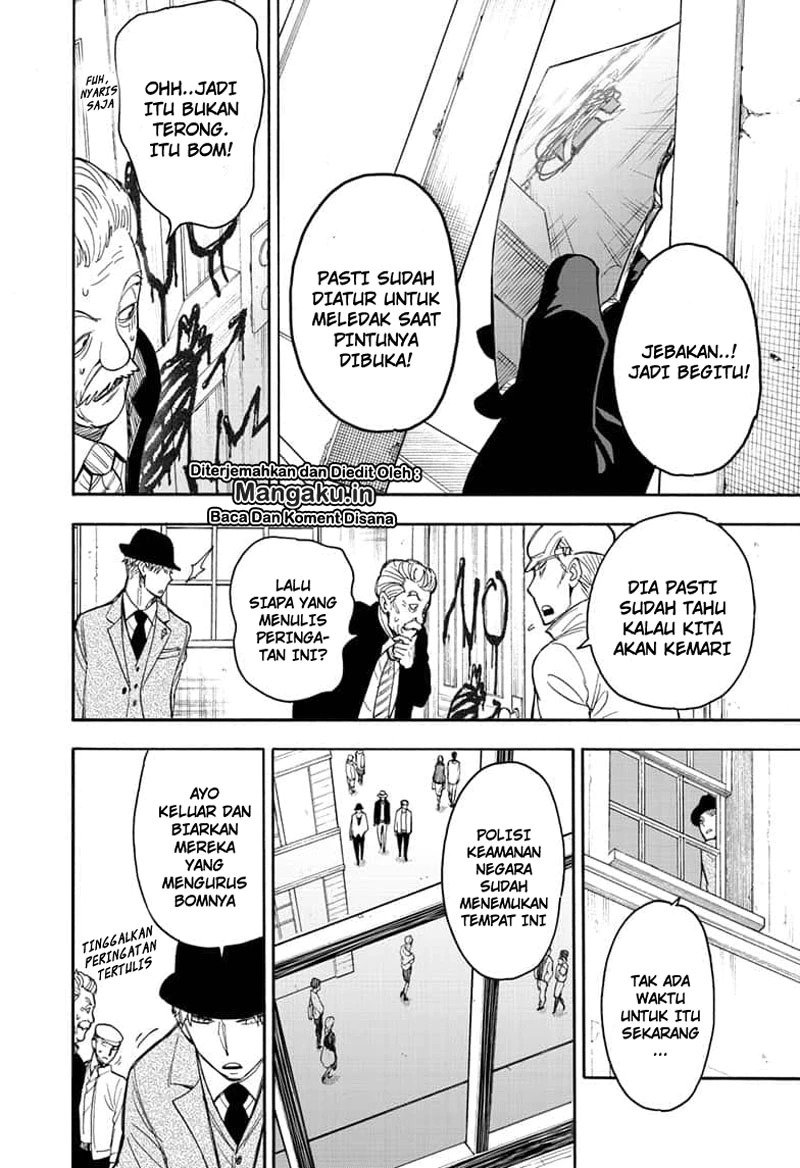 JEBAKAN..!
JADI BEGITU!
PASTI SUDAH
DIATUR UNTUK
MELEDAK SAAT
PINTUNYA
DIBUKA!
OHH..JADI
ITU BUKAN
TERONG.
ITU BOM!
FUH,
NYARIS
SAJA
Diterjemahkan dan Diedit Oleh :
Mangaku.in
Baca Dan Koment Disana
DIA PASTI
SUDAH TAHU
KALAU KITA
AKAN KEMARI
NO
LALU
SIAPA YANG
MENULIS
PERINGA-
TAN INI?
TAK ADA
WAKTU
UNTUK ITU
SEKARANG
...
POLISI
KEAMANAN
NEGARA
SUDAH
MENEMUKAN
TEMPAT INI
AYO
KELUAR DAN
BIARKAN
MEREKA
YANG
MENGURUS
BOMNYA
TINGGALKAN
PERINGATAN
TERTULIS